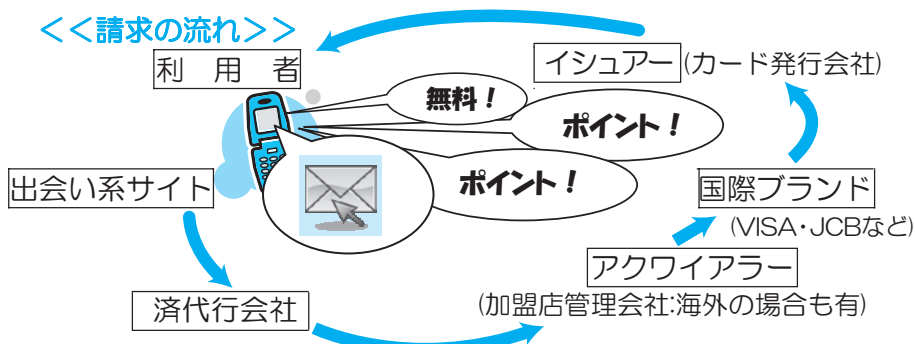 <<請求の流れ>>
利用者
イシュアー(カード発行会社)
無料!
ポイント!
ポイント!
出会い系サイト
国際ブランド
(VISA・JCBなど)
アクワイアラー
(加盟店管理会社:海外の場合も有)
済代行会社